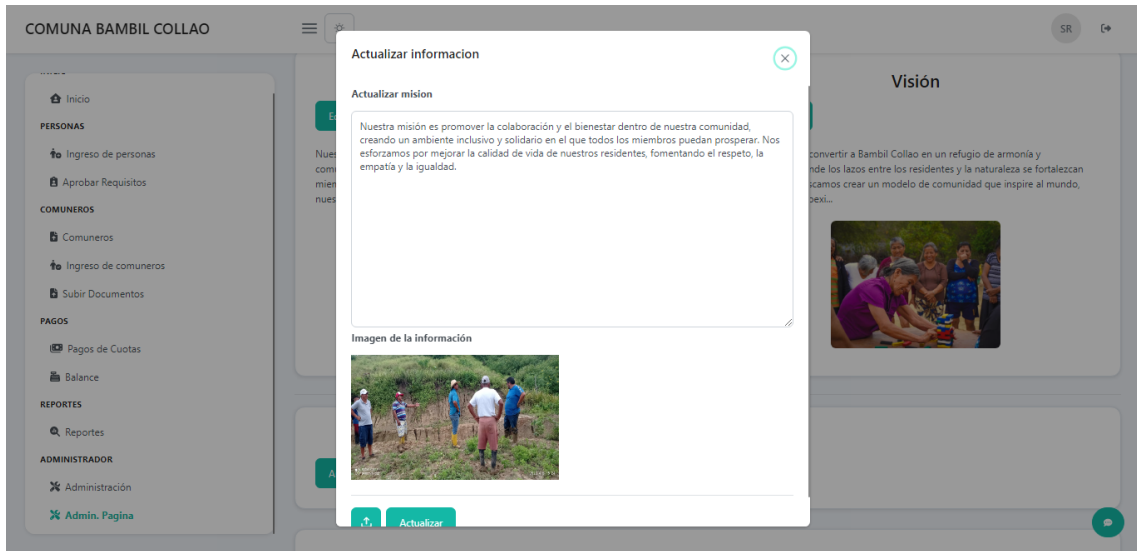 COMUNA BAMBIL COLLAO
SR
Inicio
PERSONAS
Ingreso de personas
Aprobar Requisitos
COMUNEROS
Comuneros
Ingreso de comuneros
Subir Documentos
PAGOS
Pagos de Cuotas
Balance
REPORTES
Reportes
ADMINISTRADOR
Administración
Admin. Pagina
Actualizar informacion
Actualizar mision
Nuestra misión es promover la colaboración y el bienestar dentro de nuestra comunidad,
creando un ambiente inclusivo y solidario en el que todos los miembros puedan prosperar. Nos
esforzamos por mejorar la calidad de vida de nuestros residentes, fomentando el respeto, la
empatía y la igualdad.
Imagen de la información
Actualizar
Visión
convertir a Bambil Collao en un refugio de armonía y
los lazos entre los residentes y la naturaleza se fortalezcan
crear un modelo de comunidad que inspire al mundo,